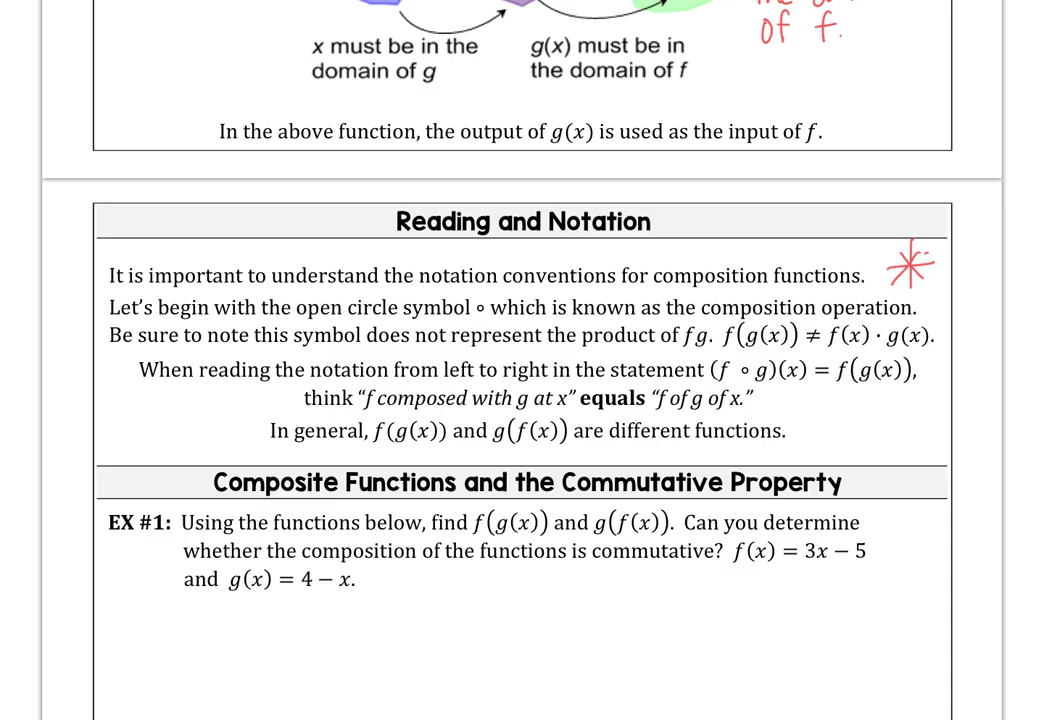 of f.
x must be in the
domain of g
g(x) must be in
the domain of f
In the above function, the output of g(x) is used as the input of f.
Reading and Notation
It is important to understand the notation conventions for composition functions.
Let's begin with the open circle symbol ∘ which is known as the composition operation.
Be sure to note this symbol does not represent the product of fg. f(g(x)) ≠ f(x) · g(x).
When reading the notation from left to right in the statement (f ∘ g)(x) = f(g(x)),
think "f composed with g at x" equals "f of g of x."
In general, f(g(x)) and g(f(x)) are different functions.
Composite Functions and the Commutative Property
EX #1: Using the functions below, find f(g(x)) and g(f(x)). Can you determine
whether the composition of the functions is commutative? f(x) = 3x − 5
and g(x) = 4 − x.